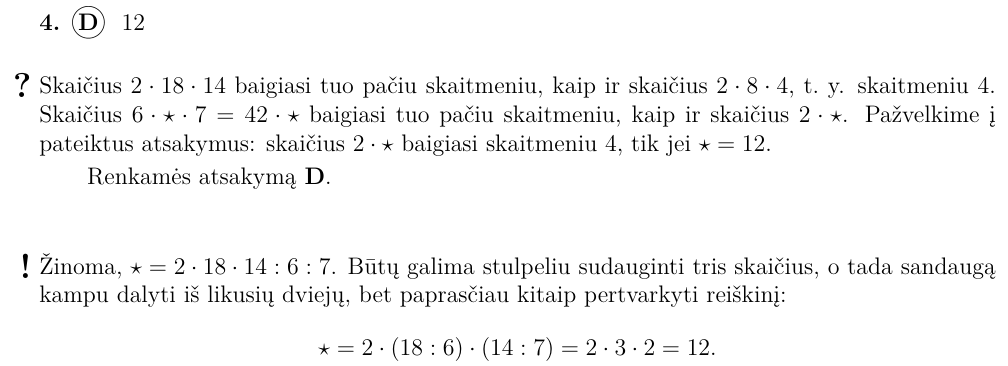 4. D 12
? Skaičius 2 · 18 · 14 baigiasi tuo pačiu skaitmeniu, kaip ir skaičius 2 · 8 · 4, t. y. skaitmeniu 4.
Skaičius 6 · ⋆ · 7 = 42 · ⋆ baigiasi tuo pačiu skaitmeniu, kaip ir skaičius 2 · ⋆. Pažvelkime į
pateiktus atsakymus: skaičius 2 · ⋆ baigiasi skaitmeniu 4, tik jei ⋆ = 12.
Renkamės atsakymą D.
! Žinoma, ⋆ = 2 · 18 · 14 : 6 : 7. Būtų galima stulpeliu sudauginti tris skaičius, o tada sandaugą
kampu dalyti iš likusių dviejų, bet paprasčiau kitaip pertvarkyti reiškinį:
⋆ = 2 · (18 : 6) · (14 : 7) = 2 · 3 · 2 = 12.